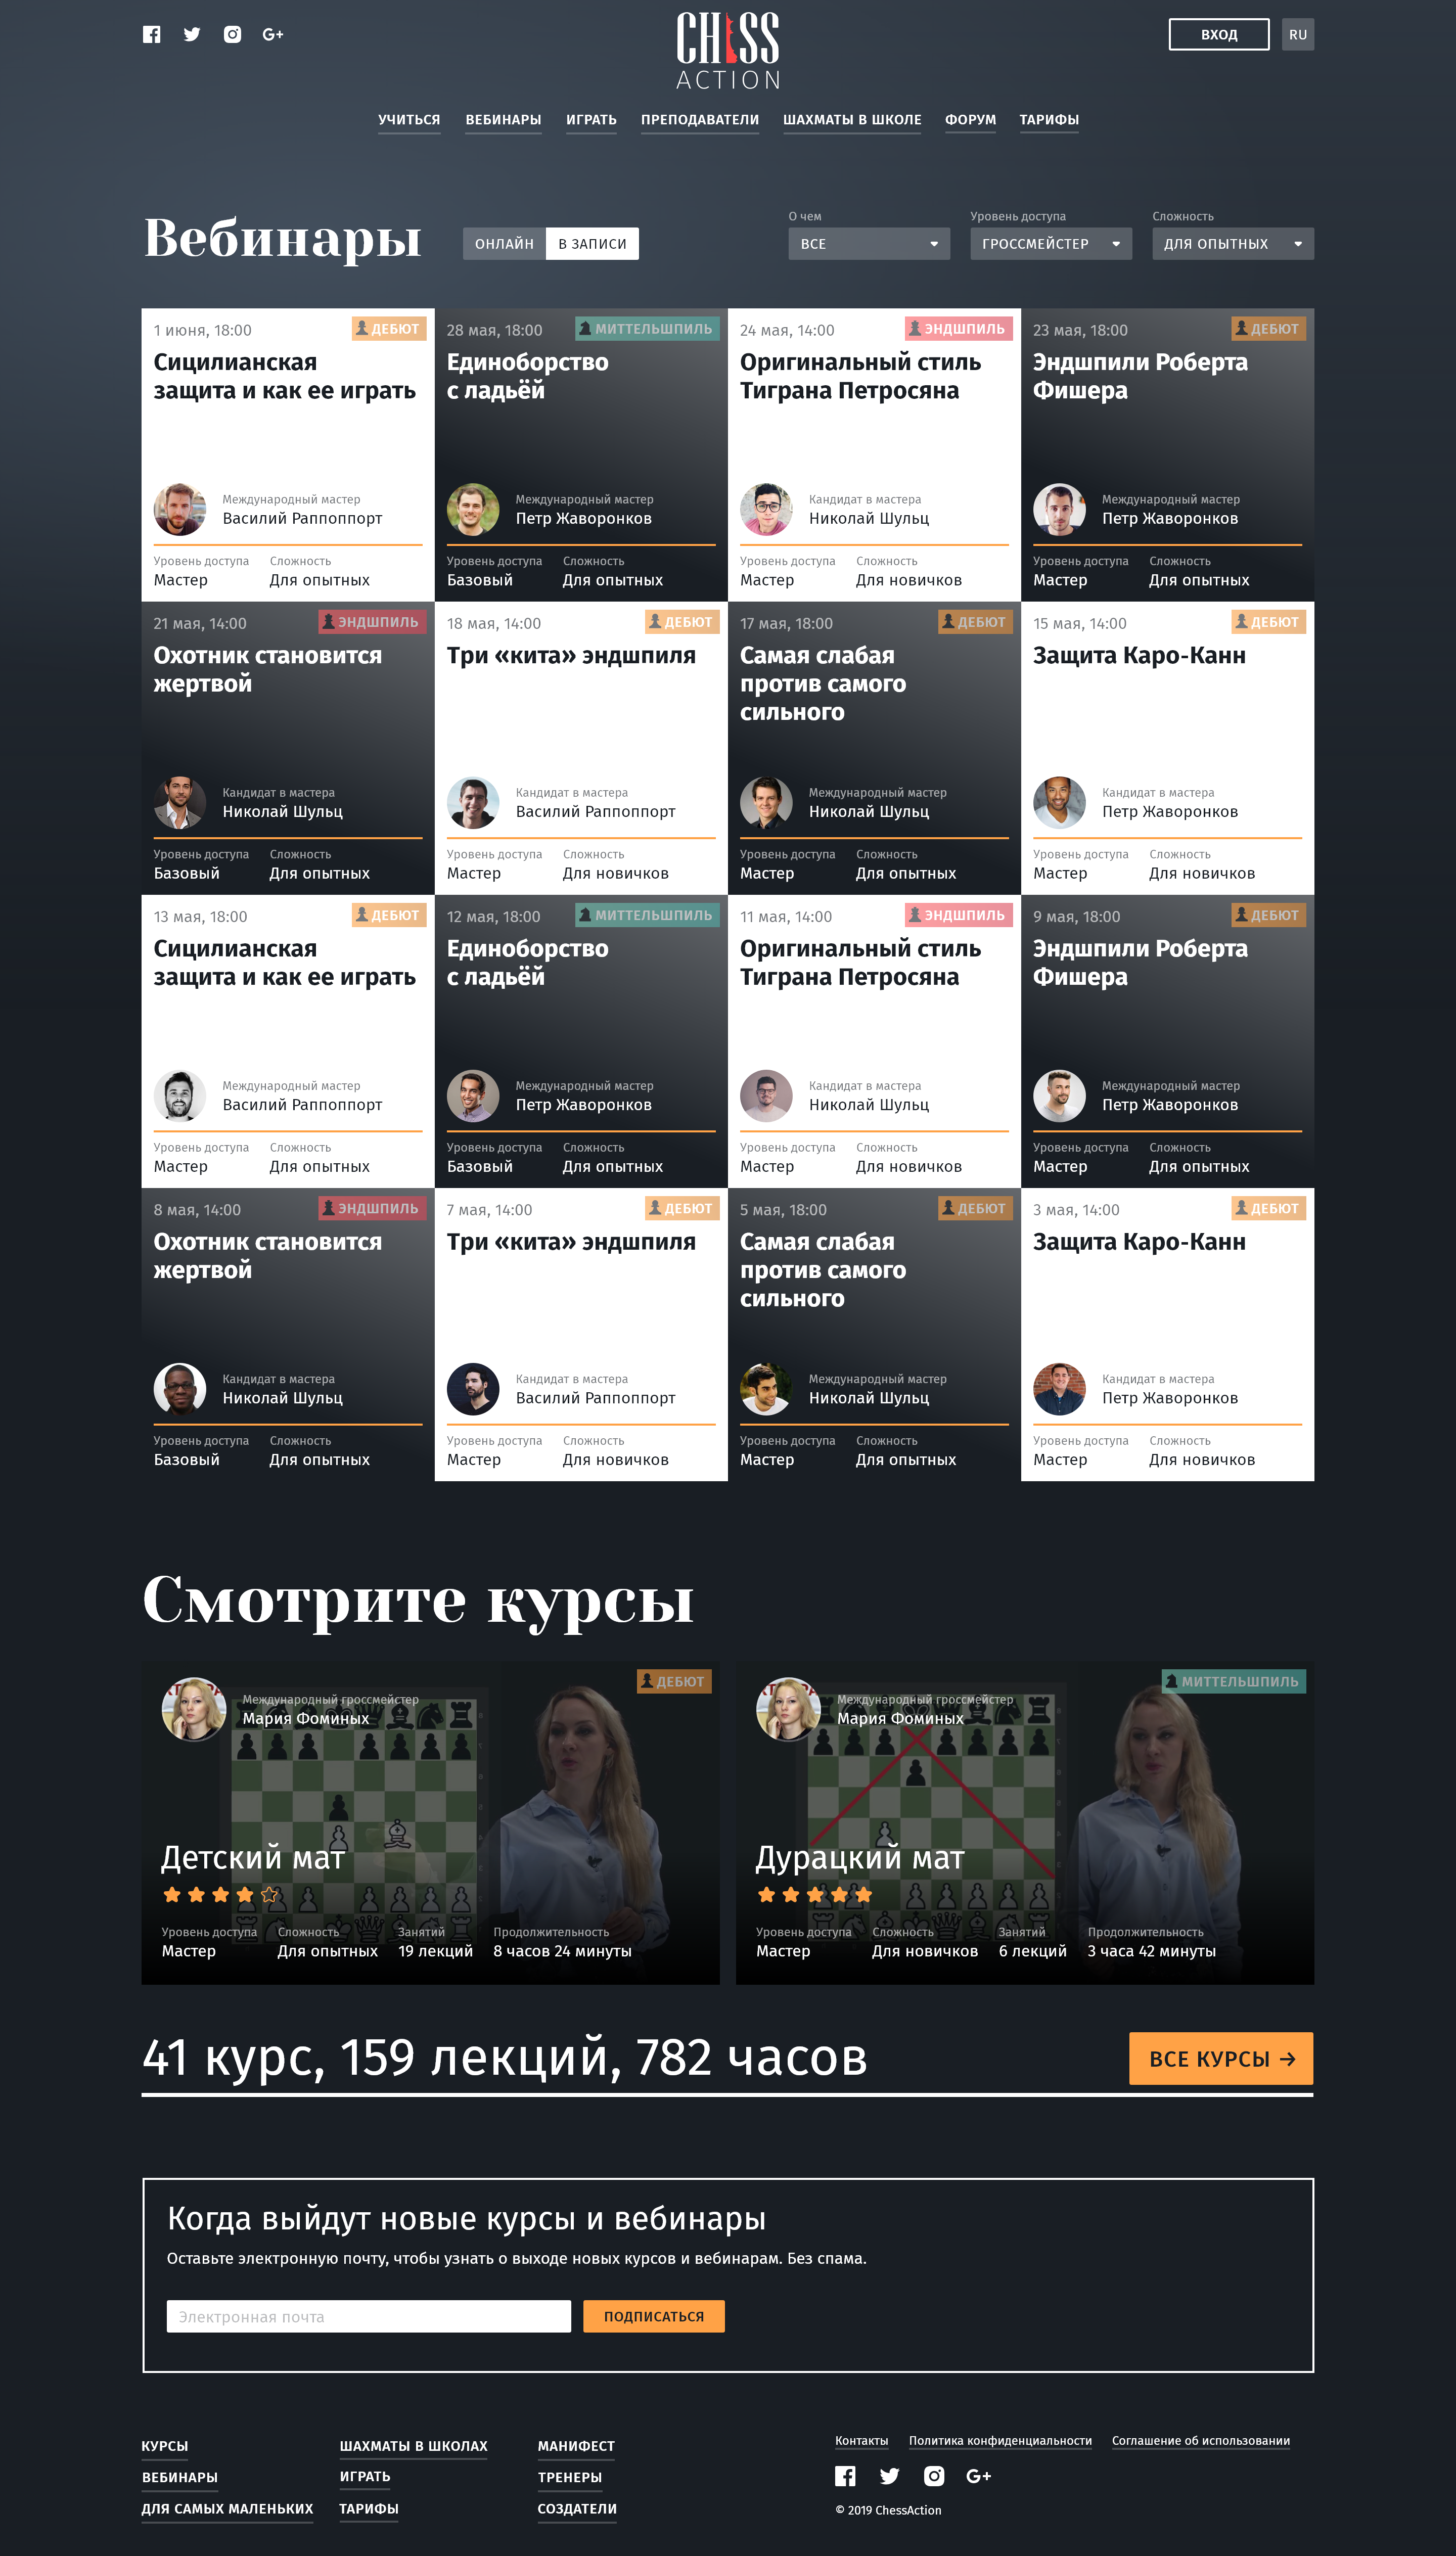 CHESS
ACTION
ВХОД
RU
УЧИТЬСЯ ВЕБИНАРЫ ИГРАТЬ ПРЕПОДАВАТЕЛИ ШАХМАТЫ В ШКОЛЕ ФОРУМ ТАРИФЫ
Вебинары
ОНЛАЙН В ЗАПИСИ
О чем
ВСЕ
Уровень доступа
ГРОССМЕЙСТЕР
Сложность
ДЛЯ ОПЫТНЫХ
1 июня, 18:00 ДЕБЮТ
Сицилианская
защита и как ее играть
Международный мастер
Василий Раппоппорт
Уровень доступа Сложность
Мастер Для опытных
28 мая, 18:00 МИТТЕЛЬШПИЛЬ
Единоборство
с ладьёй
Международный мастер
Петр Жаворонков
Уровень доступа Сложность
Базовый Для опытных
24 мая, 14:00 ЭНДШПИЛЬ
Оригинальный стиль
Тиграна Петросяна
Кандидат в мастера
Николай Шульц
Уровень доступа Сложность
Мастер Для новичков
23 мая, 18:00 ДЕБЮТ
Эндшпили Роберта
Фишера
Международный мастер
Петр Жаворонков
Уровень доступа Сложность
Мастер Для опытных
21 мая, 14:00 ЭНДШПИЛЬ
Охотник становится
жертвой
Кандидат в мастера
Николай Шульц
Уровень доступа Сложность
Базовый Для опытных
18 мая, 14:00 ДЕБЮТ
Три «кита» эндшпиля
Кандидат в мастера
Василий Раппоппорт
Уровень доступа Сложность
Мастер Для новичков
17 мая, 18:00 ДЕБЮТ
Самая слабая
против самого
сильного
Международный мастер
Николай Шульц
Уровень доступа Сложность
Мастер Для опытных
15 мая, 14:00 ДЕБЮТ
Защита Каро-Канн
Кандидат в мастера
Петр Жаворонков
Уровень доступа Сложность
Мастер Для новичков
13 мая, 18:00 ДЕБЮТ
Сицилианская
защита и как ее играть
Международный мастер
Василий Раппоппорт
Уровень доступа Сложность
Мастер Для опытных
12 мая, 18:00 МИТТЕЛЬШПИЛЬ
Единоборство
с ладьёй
Международный мастер
Петр Жаворонков
Уровень доступа Сложность
Базовый Для опытных
11 мая, 14:00 ЭНДШПИЛЬ
Оригинальный стиль
Тиграна Петросяна
Кандидат в мастера
Николай Шульц
Уровень доступа Сложность
Мастер Для новичков
9 мая, 18:00 ДЕБЮТ
Эндшпили Роберта
Фишера
Международный мастер
Петр Жаворонков
Уровень доступа Сложность
Мастер Для опытных
8 мая, 14:00 ЭНДШПИЛЬ
Охотник становится
жертвой
Кандидат в мастера
Николай Шульц
Уровень доступа Сложность
Базовый Для опытных
7 мая, 14:00 ДЕБЮТ
Три «кита» эндшпиля
Кандидат в мастера
Василий Раппоппорт
Уровень доступа Сложность
Мастер Для новичков
5 мая, 18:00 ДЕБЮТ
Самая слабая
против самого
сильного
Международный мастер
Николай Шульц
Уровень доступа Сложность
Мастер Для опытных
3 мая, 14:00 ДЕБЮТ
Защита Каро-Канн
Кандидат в мастера
Петр Жаворонков
Уровень доступа Сложность
Мастер Для новичков
Смотрите курсы
ДЕБЮТ
Международный гроссмейстер
Мария Фоминых
Детский мат
Уровень доступа Сложность Занятий Продолжительность
Мастер Для опытных 19 лекций 8 часов 24 минуты
МИТТЕЛЬШПИЛЬ
Международный гроссмейстер
Мария Фоминых
Дурацкий мат
Уровень доступа Сложность Занятий Продолжительность
Мастер Для новичков 6 лекций 3 часа 42 минуты
41 курс, 159 лекций, 782 часов
ВСЕ КУРСЫ →
Когда выйдут новые курсы и вебинары
Оставьте электронную почту, чтобы узнать о выходе новых курсов и вебинарам. Без спама.
Электронная почта
ПОДПИСАТЬСЯ
КУРСЫ
ВЕБИНАРЫ
ДЛЯ САМЫХ МАЛЕНЬКИХ
ШАХМАТЫ В ШКОЛАХ
ИГРАТЬ
ТАРИФЫ
МАНИФЕСТ
ТРЕНЕРЫ
СОЗДАТЕЛИ
Контакты Политика конфиденциальности Соглашение об использовании
© 2019 ChessAction